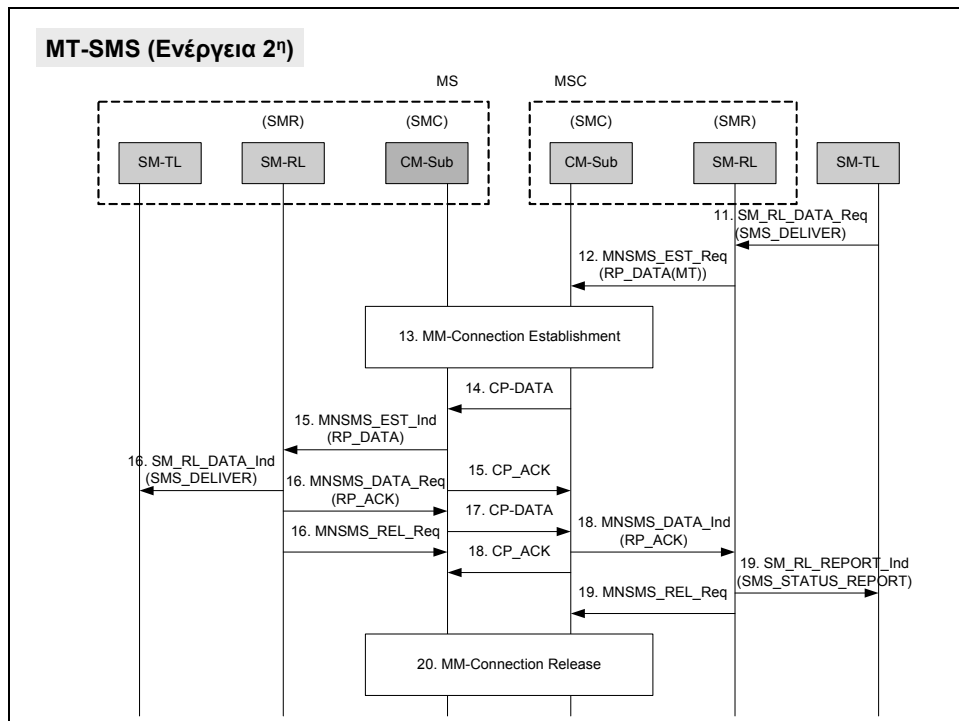 MT-SMS (Ενέργεια 2η)
MS MSC
(SMR) (SMC) (SMC) (SMR)
SM-TL SM-RL CM-Sub CM-Sub SM-RL SM-TL
11. SM_RL_DATA_Req
(SMS_DELIVER)
12. MNSMS_EST_Req
(RP_DATA(MT))
13. MM-Connection Establishment
14. CP-DATA
15. MNSMS_EST_Ind
(RP_DATA)
16. SM_RL_DATA_Ind
(SMS_DELIVER)
15. CP_ACK
16. MNSMS_DATA_Req
(RP_ACK)
17. CP-DATA
16. MNSMS_REL_Req
18. MNSMS_DATA_Ind
(RP_ACK)
18. CP_ACK
19. SM_RL_REPORT_Ind
(SMS_STATUS_REPORT)
19. MNSMS_REL_Req
20. MM-Connection Release